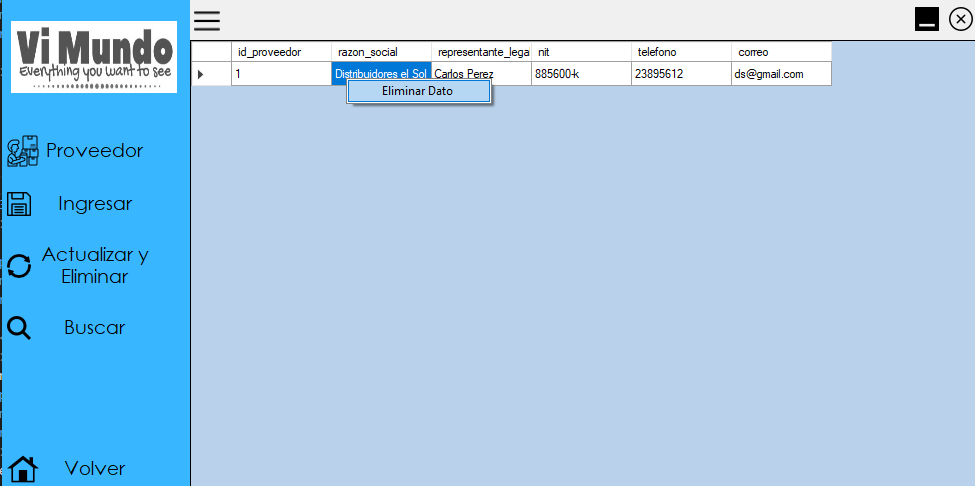 Vi Mundo
Everything you want to see
Proveedor
Ingresar
Actualizar y
Eliminar
Buscar
Volver
id_proveedor razon_social representante_lega nit telefono correo
1 Distribuidores el Sol Carlos Perez 885600-k 23895612 ds@gmail.com
Eliminar Dato